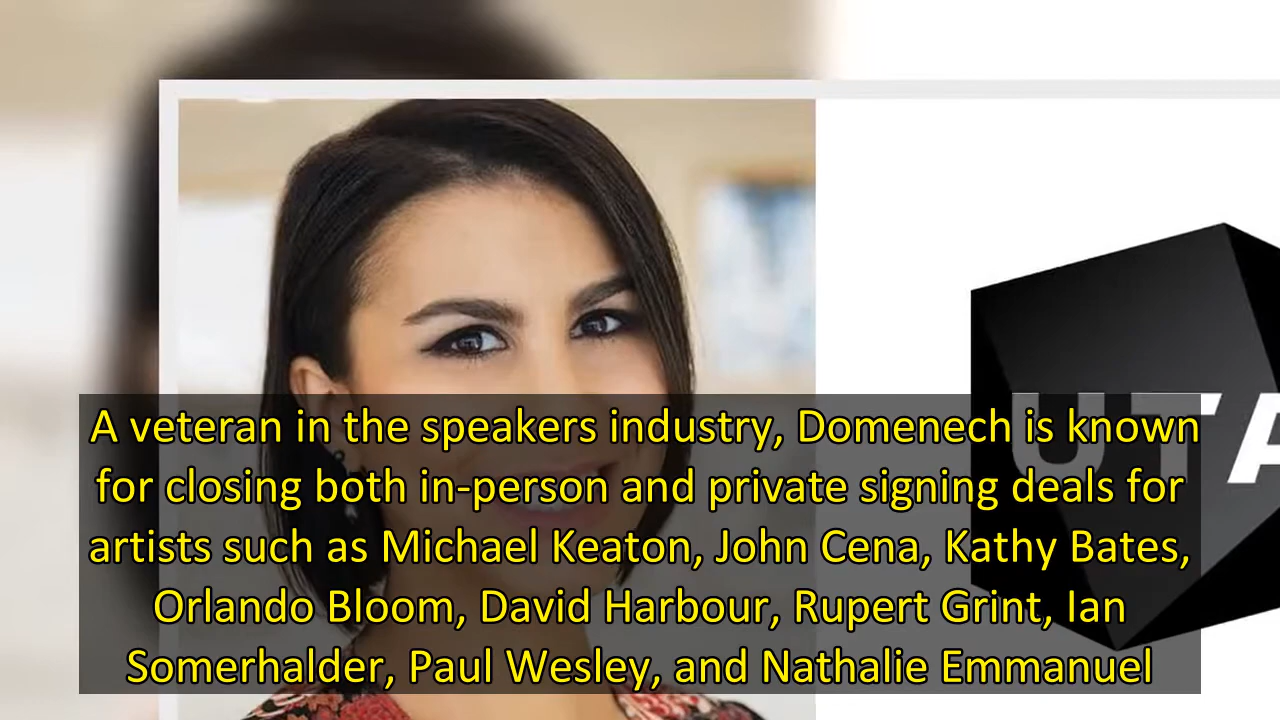 UTA
A veteran in the speakers industry, Domenech is known
for closing both in-person and private signing deals for
artists such as Michael Keaton, John Cena, Kathy Bates,
Orlando Bloom, David Harbour, Rupert Grint, Ian
Somerhalder, Paul Wesley, and Nathalie Emmanuel